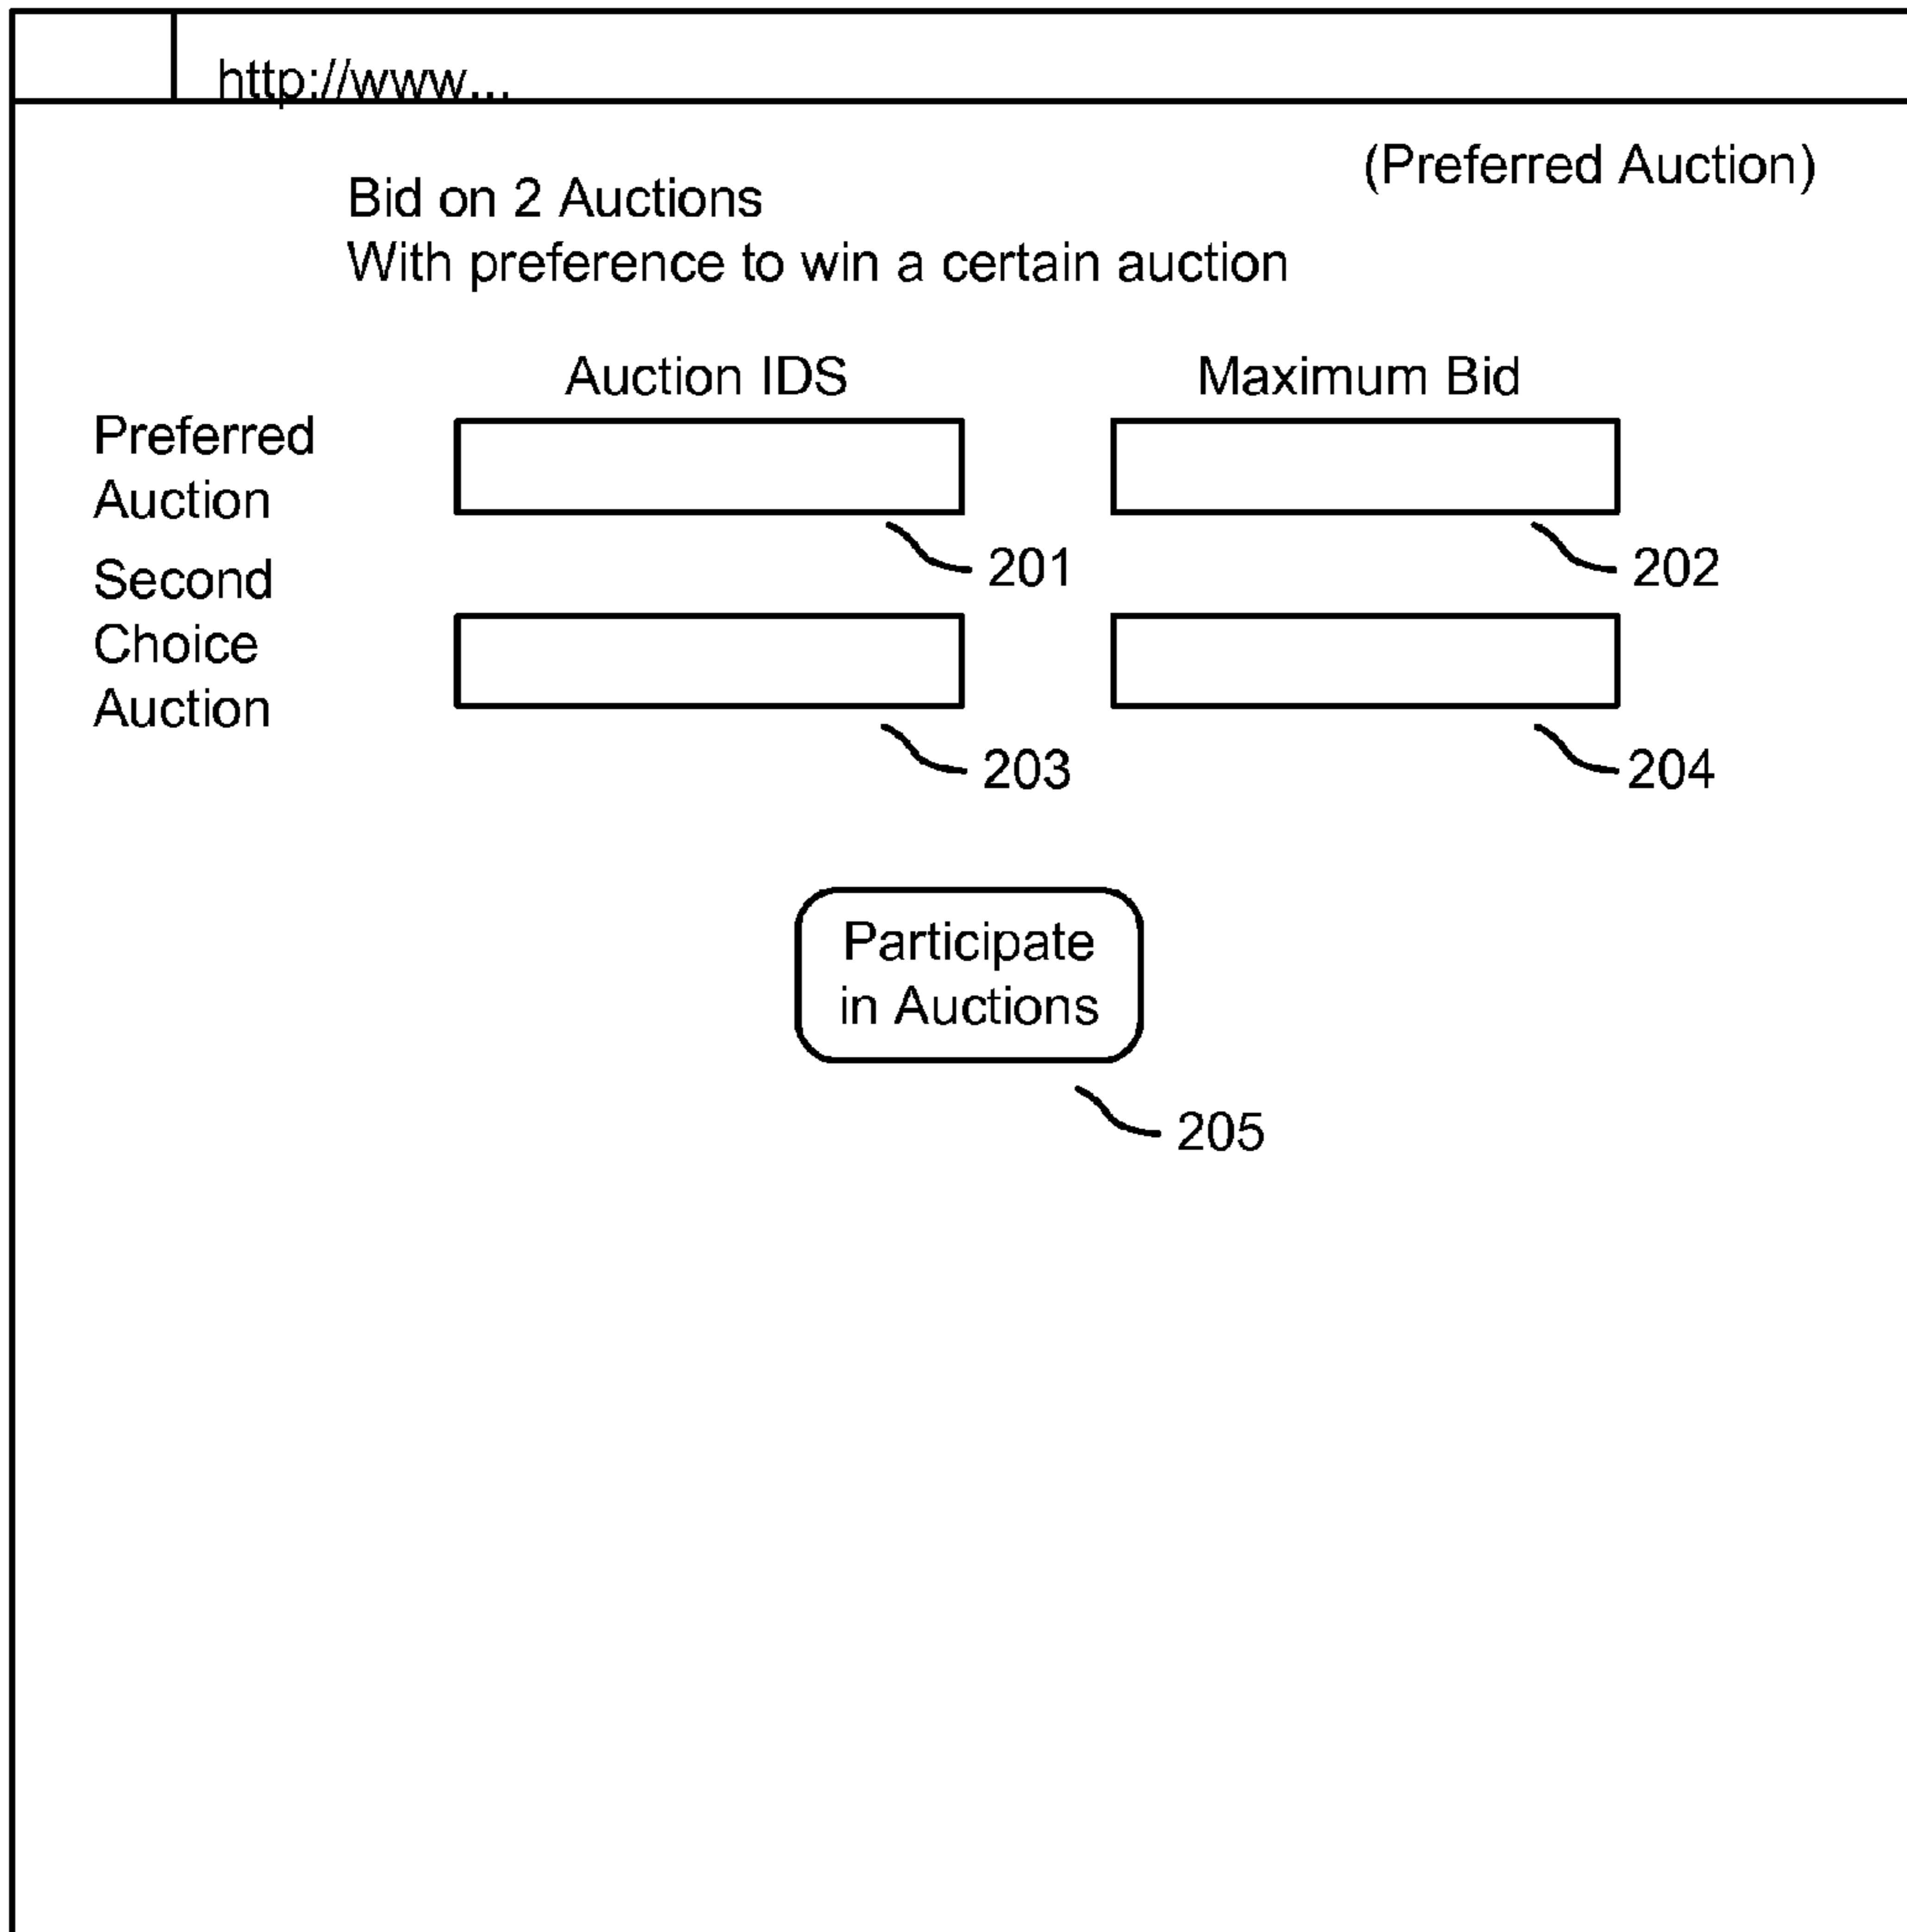 http://www...
(Preferred Auction)
Bid on 2 Auctions
With preference to win a certain auction
Auction IDS
Maximum Bid
Preferred
Auction
201
202
Second
Choice
Auction
203
204
Participate
in Auctions
205